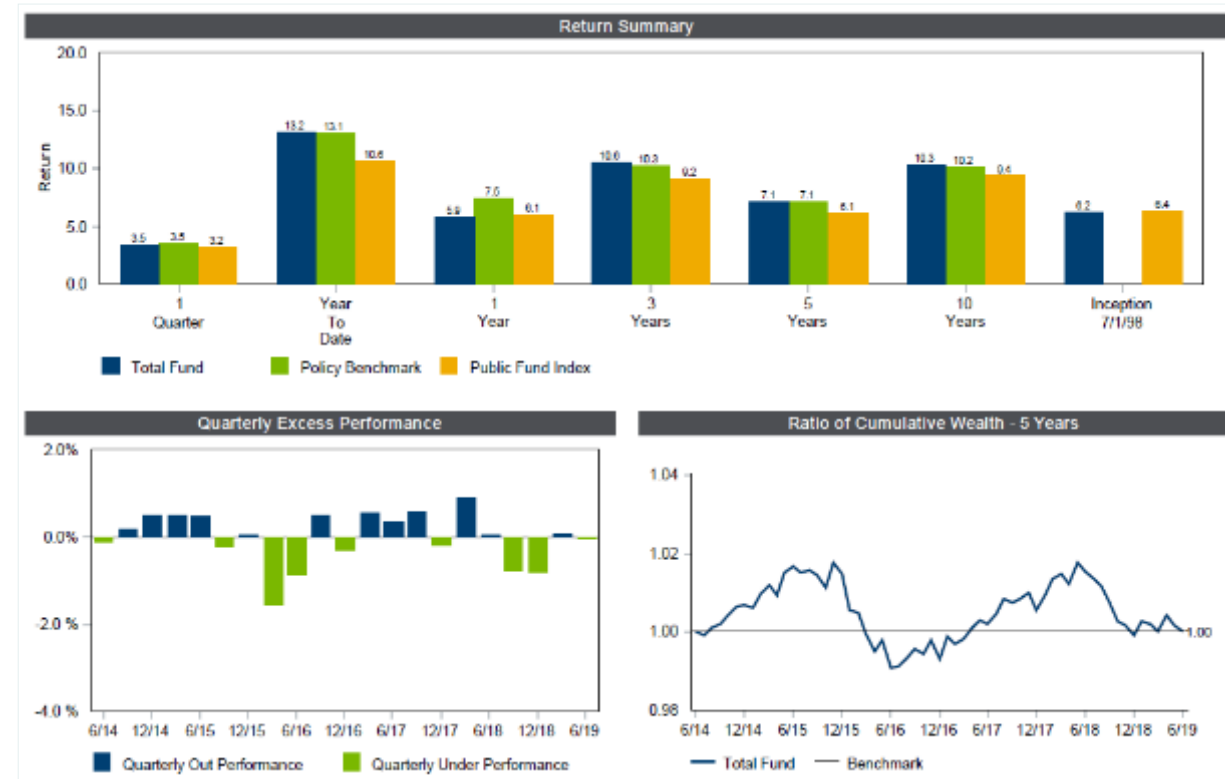 Return Summary
20.0
15.0
10.0
5.0
0.0
Return
3.5 3.6 3.2
13.2 13.1 10.6
5.9 7.5 6.1
10.6 10.3 9.2
7.1 7.1 6.1
10.3 10.2 9.4
6.2 6.4
1 Quarter
Year To Date
1 Year
3 Years
5 Years
10 Years
Inception 7/1/98
Total Fund Policy Benchmark Public Fund Index
Quarterly Excess Performance
2.0%
0.0%
-2.0 %
-4.0 %
6/14 12/14 6/15 12/15 6/16 12/16 6/17 12/17 6/18 12/18 6/19
Quarterly Out Performance Quarterly Under Performance
Ratio of Cumulative Wealth - 5 Years
1.04
1.02
1.00
0.98
1.00
6/14 12/14 6/15 12/15 6/16 12/16 6/17 12/17 6/18 12/18 6/19
Total Fund Benchmark